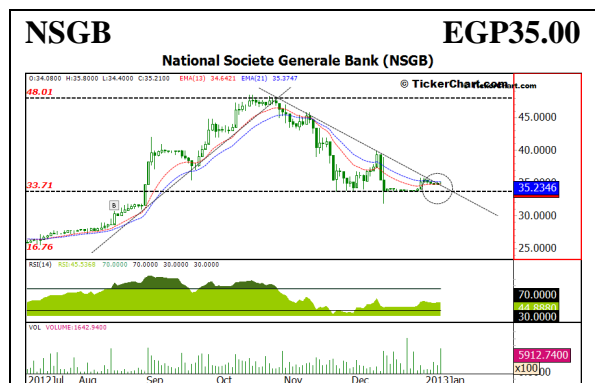 NSGB EGP35.00
National Societe Generale Bank (NSGB)
O:34.0800 H:35.8000 L:34.4000 C:35.2100 EMA(13) 34.6421 EMA(21) 35.3747
© TickerChart.com
48.01
45.0000
40.0000
35.2346
33.71
30.0000
25.0000
16.76
B
RSI(14) RSI:45.5368 70.0000 70.0000 30.0000 30.0000
70.0000
44.8880
30.0000
VOL VOLUME:1642.9400
5912.7400
x100
2012Jul Aug Sep Oct Nov Dec 2013Jan